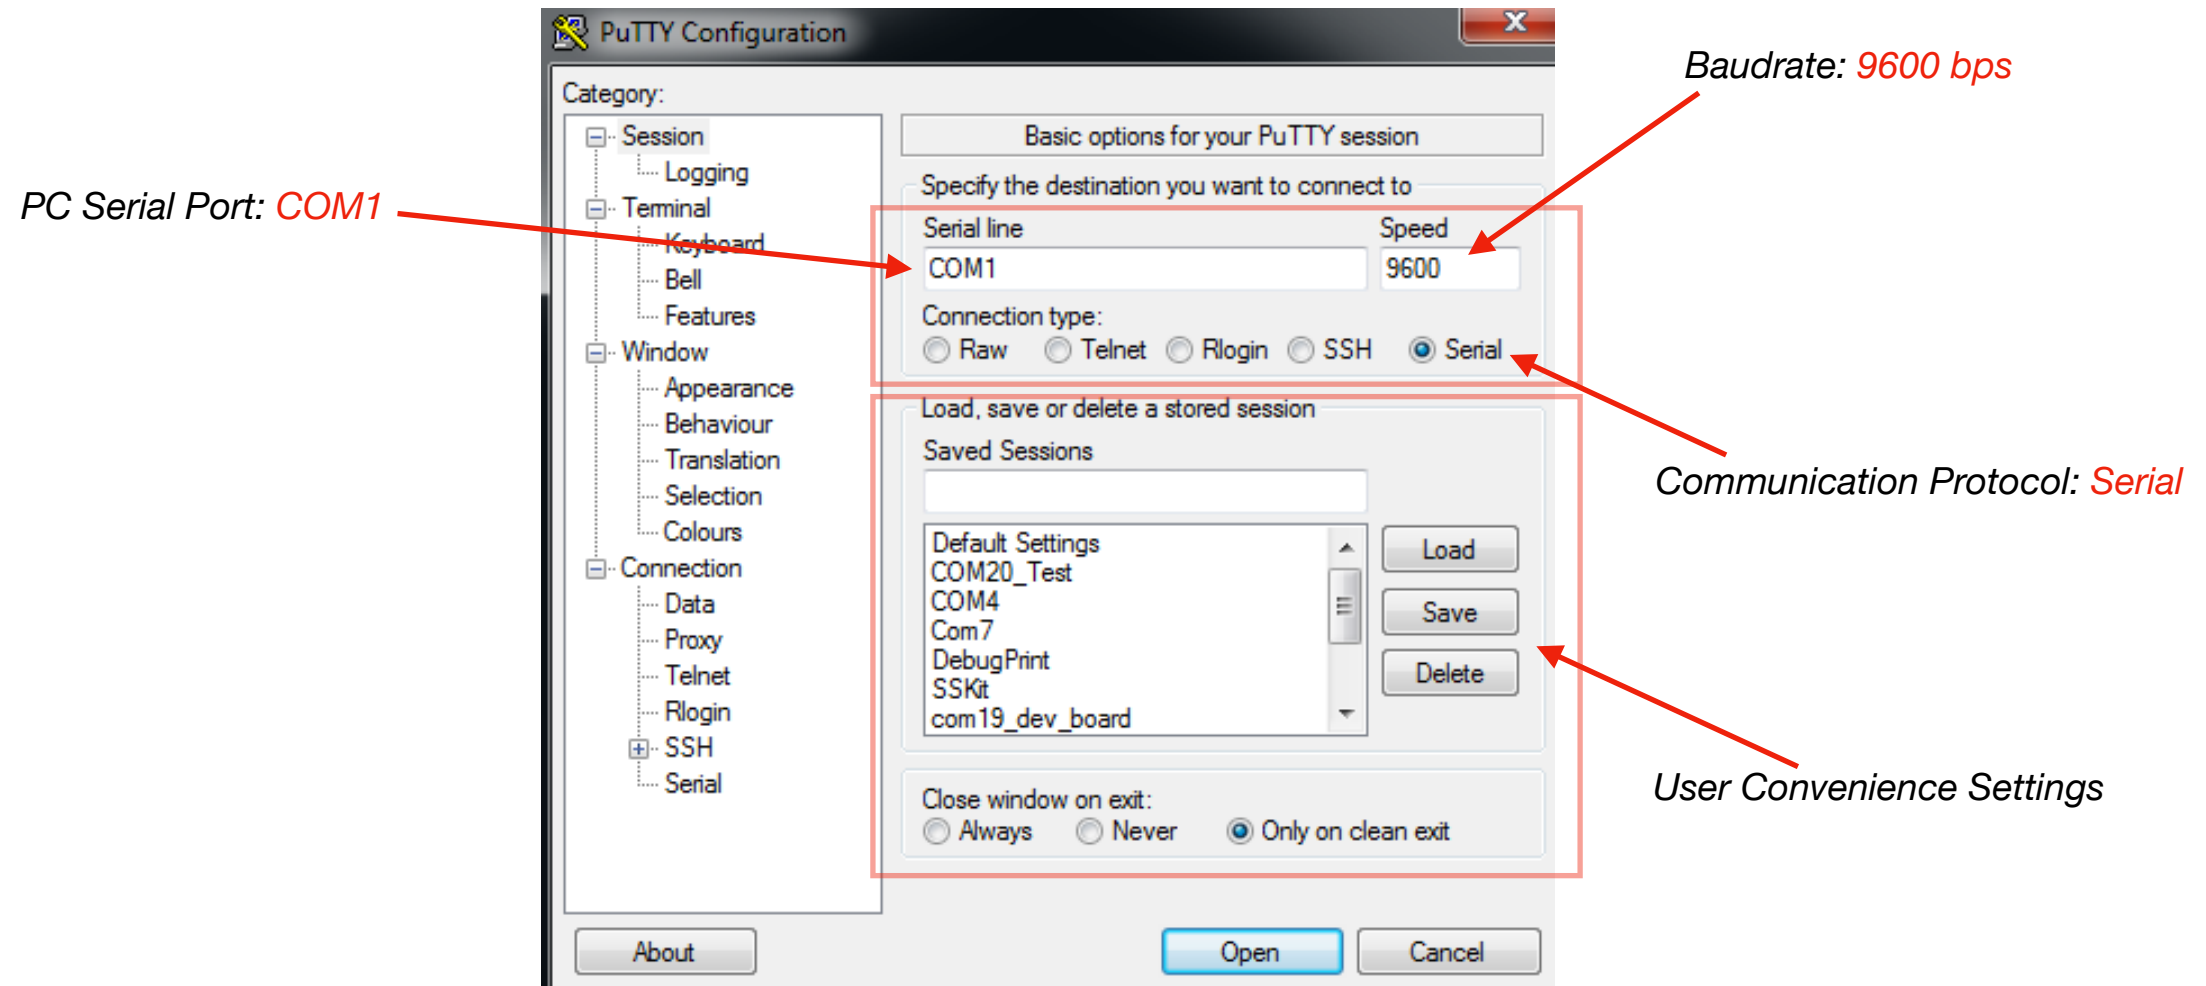 PuTTY Configuration
Baudrate: 9600 bps
Category:
Session
Logging
Terminal
Keyboard
Bell
Features
Window
Appearance
Behaviour
Translation
Selection
Colours
Connection
Data
Proxy
Telnet
Rlogin
SSH
Serial
PC Serial Port: COM1
Basic options for your PuTTY session
Specify the destination you want to connect to
Serial line Speed
COM1 9600
Connection type:
Raw Telnet Rlogin SSH Serial
Communication Protocol: Serial
Load, save or delete a stored session
Saved Sessions
Default Settings
COM20_Test
COM4
Com7
DebugPrint
SSKit
com19_dev_board
Load
Save
Delete
User Convenience Settings
Close window on exit:
Always Never Only on clean exit
About Open Cancel